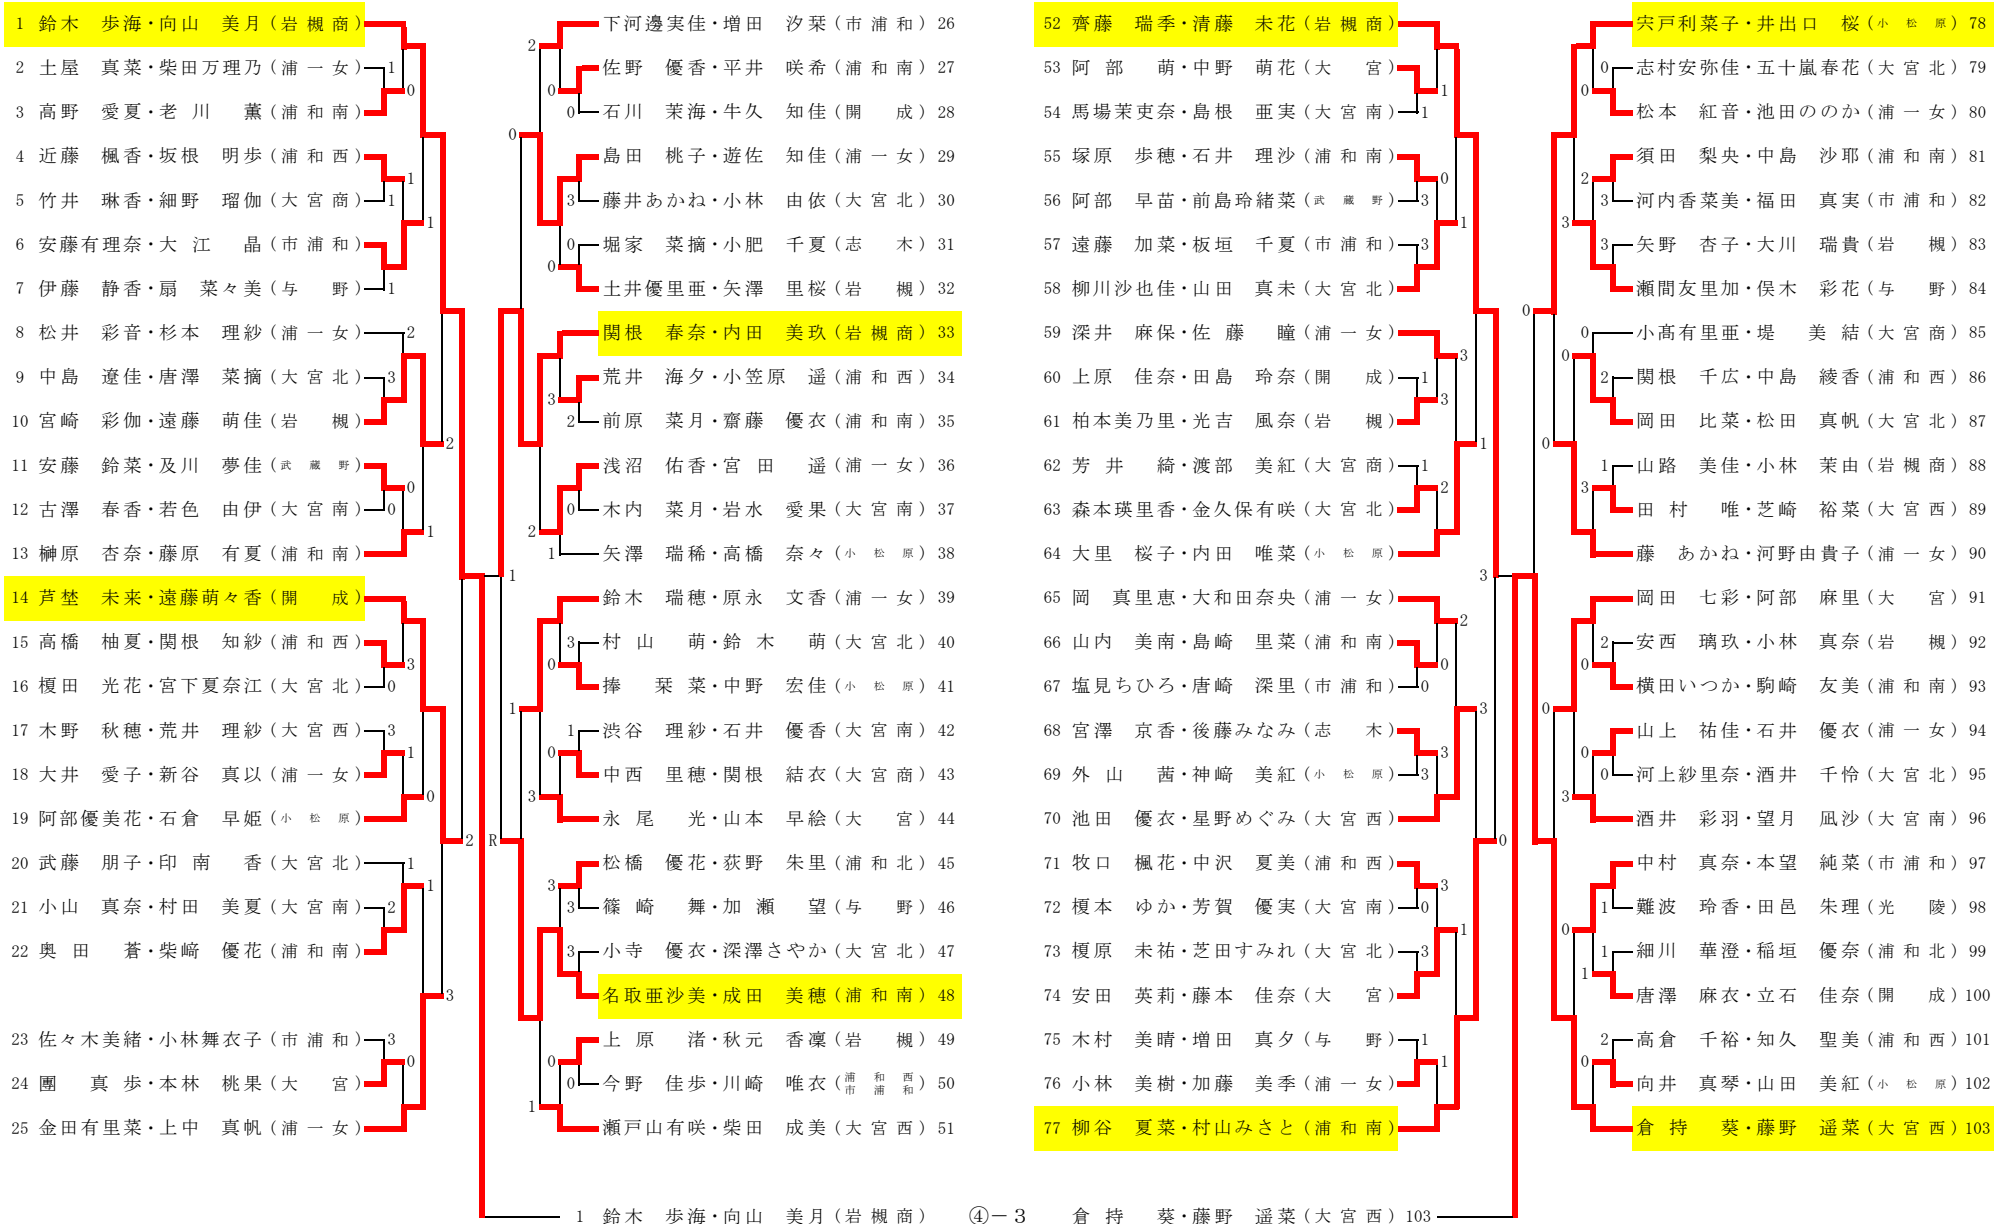 1 鈴木 歩海・向山 美月(岩槻商)
2 土屋 真菜・柴田万理乃(浦一女)
3 高野 愛夏・老川 薫(浦和南)
4 近藤 楓香・坂根 明歩(浦和西)
5 竹井 琳香・細野 瑠伽(大宮商)
6 安藤有理奈・大江 晶(市浦和)
7 伊藤 静香・扇 菜々美(与野)
8 松井 彩音・杉本 理紗(浦一女)
9 中島 遼佳・唐澤 菜摘(大宮北)
10 宮崎 彩伽・遠藤 萌佳(岩槻)
11 安藤 鈴菜・及川 夢佳(武蔵野)
12 古澤 春香・若色 由伊(大宮南)
13 榊原 杏奈・藤原 有夏(浦和南)
14 芦埜 未来・遠藤萌々香(開成)
15 高橋 柚夏・関根 知紗(浦和西)
16 榎田 光花・宮下夏奈江(大宮北)
17 木野 秋穂・荒井 理紗(大宮西)
18 大井 愛子・新谷 真以(浦一女)
19 阿部優美花・石倉 早姫(小松原)
20 武藤 朋子・印南 香(大宮北)
21 小山 真奈・村田 美夏(大宮南)
22 奥田 蒼・柴﨑 優花(浦和南)
23 佐々木美緒・小林舞衣子(市浦和)
24 團 真歩・本林 桃果(大宮)
25 金田有里菜・上中 真帆(浦一女)
下河邊実佳・増田 汐栞(市浦和) 26
佐野 優香・平井 咲希(浦和南) 27
石川 茉海・牛久 知佳(開成) 28
島田 桃子・遊佐 知佳(浦一女) 29
藤井あかね・小林 由依(大宮北) 30
堀家 菜摘・小肥 千夏(志木) 31
土井優里亜・矢澤 里桜(岩槻) 32
関根 春奈・内田 美玖(岩槻商) 33
荒井 海夕・小笠原 遥(浦和西) 34
前原 菜月・齋藤 優衣(浦和南) 35
浅沼 佑香・宮田 遥(浦一女) 36
木内 菜月・岩水 愛果(大宮南) 37
矢澤 瑞稀・高橋 奈々(小松原) 38
鈴木 瑞穂・原永 文香(浦一女) 39
村山 萌・鈴木 萌(大宮北) 40
捧 栞菜・中野 宏佳(小松原) 41
渋谷 理紗・石井 優香(大宮南) 42
中西 里穂・関根 結衣(大宮商) 43
永尾 光・山本 早絵(大宮) 44
松橋 優花・荻野 朱里(浦和北) 45
篠崎 舞・加瀬 望(与野) 46
小寺 優衣・深澤さやか(大宮北) 47
名取亜沙美・成田 美穂(浦和南) 48
上原 渚・秋元 香凜(岩槻) 49
今野 佳歩・川崎 唯衣(浦和西 市浦和) 50
瀬戸山有咲・柴田 成美(大宮西) 51
52 齊藤 瑞季・清藤 未花(岩槻商)
53 阿部 萌・中野 萌花(大宮)
54 馬場茉吏奈・島根 亜実(大宮南)
55 塚原 歩穂・石井 理沙(浦和南)
56 阿部 早苗・前島玲緒菜(武蔵野)
57 遠藤 加菜・板垣 千夏(市浦和)
58 柳川沙也佳・山田 真未(大宮北)
59 深井 麻保・佐藤 瞳(浦一女)
60 上原 佳奈・田島 玲奈(開成)
61 柏本美乃里・光吉 風奈(岩槻)
62 芳井 綺・渡部 美紅(大宮商)
63 森本瑛里香・金久保有咲(大宮北)
64 大里 桜子・内田 唯菜(小松原)
65 岡 真里恵・大和田奈央(浦一女)
66 山内 美南・島崎 里菜(浦和南)
67 塩見ちひろ・唐崎 深里(市浦和)
68 宮澤 京香・後藤みなみ(志木)
69 外山 茜・神﨑 美紅(小松原)
70 池田 優衣・星野めぐみ(大宮西)
71 牧口 楓花・中沢 夏美(浦和西)
72 榎本 ゆか・芳賀 優実(大宮南)
73 榎原 未祐・芝田すみれ(大宮北)
74 安田 英莉・藤本 佳奈(大宮)
75 木村 美晴・増田 真夕(与野)
76 小林 美樹・加藤 美季(浦一女)
77 柳谷 夏菜・村山みさと(浦和南)
宍戸利菜子・井出口 桜(小松原) 78
志村安弥佳・五十嵐春花(大宮北) 79
松本 紅音・池田ののか(浦一女) 80
須田 梨央・中島 沙耶(浦和南) 81
河内香菜美・福田 真実(市浦和) 82
矢野 杏子・大川 瑞貴(岩槻) 83
瀬間友里加・俣木 彩花(与野) 84
小髙有里亜・堤 美結(大宮商) 85
関根 千広・中島 綾香(浦和西) 86
岡田 比菜・松田 真帆(大宮北) 87
山路 美佳・小林 茉由(岩槻商) 88
田村 唯・芝崎 裕菜(大宮西) 89
藤 あかね・河野由貴子(浦一女) 90
岡田 七彩・阿部 麻里(大宮) 91
安西 璃玖・小林 真奈(岩槻) 92
横田いつか・駒崎 友美(浦和南) 93
山上 祐佳・石井 優衣(浦一女) 94
河上紗里奈・酒井 千怜(大宮北) 95
酒井 彩羽・望月 凪沙(大宮南) 96
中村 真奈・本望 純菜(市浦和) 97
難波 玲香・田邑 朱理(光陵) 98
細川 華澄・稲垣 優奈(浦和北) 99
唐澤 麻衣・立石 佳奈(開成) 100
高倉 千裕・知久 聖美(浦和西) 101
向井 真琴・山田 美紅(小松原) 102
倉持 葵・藤野 遥菜(大宮西) 103
1 鈴木 歩海・向山 美月(岩槻商) ④－3 倉持 葵・藤野 遥菜(大宮西) 103